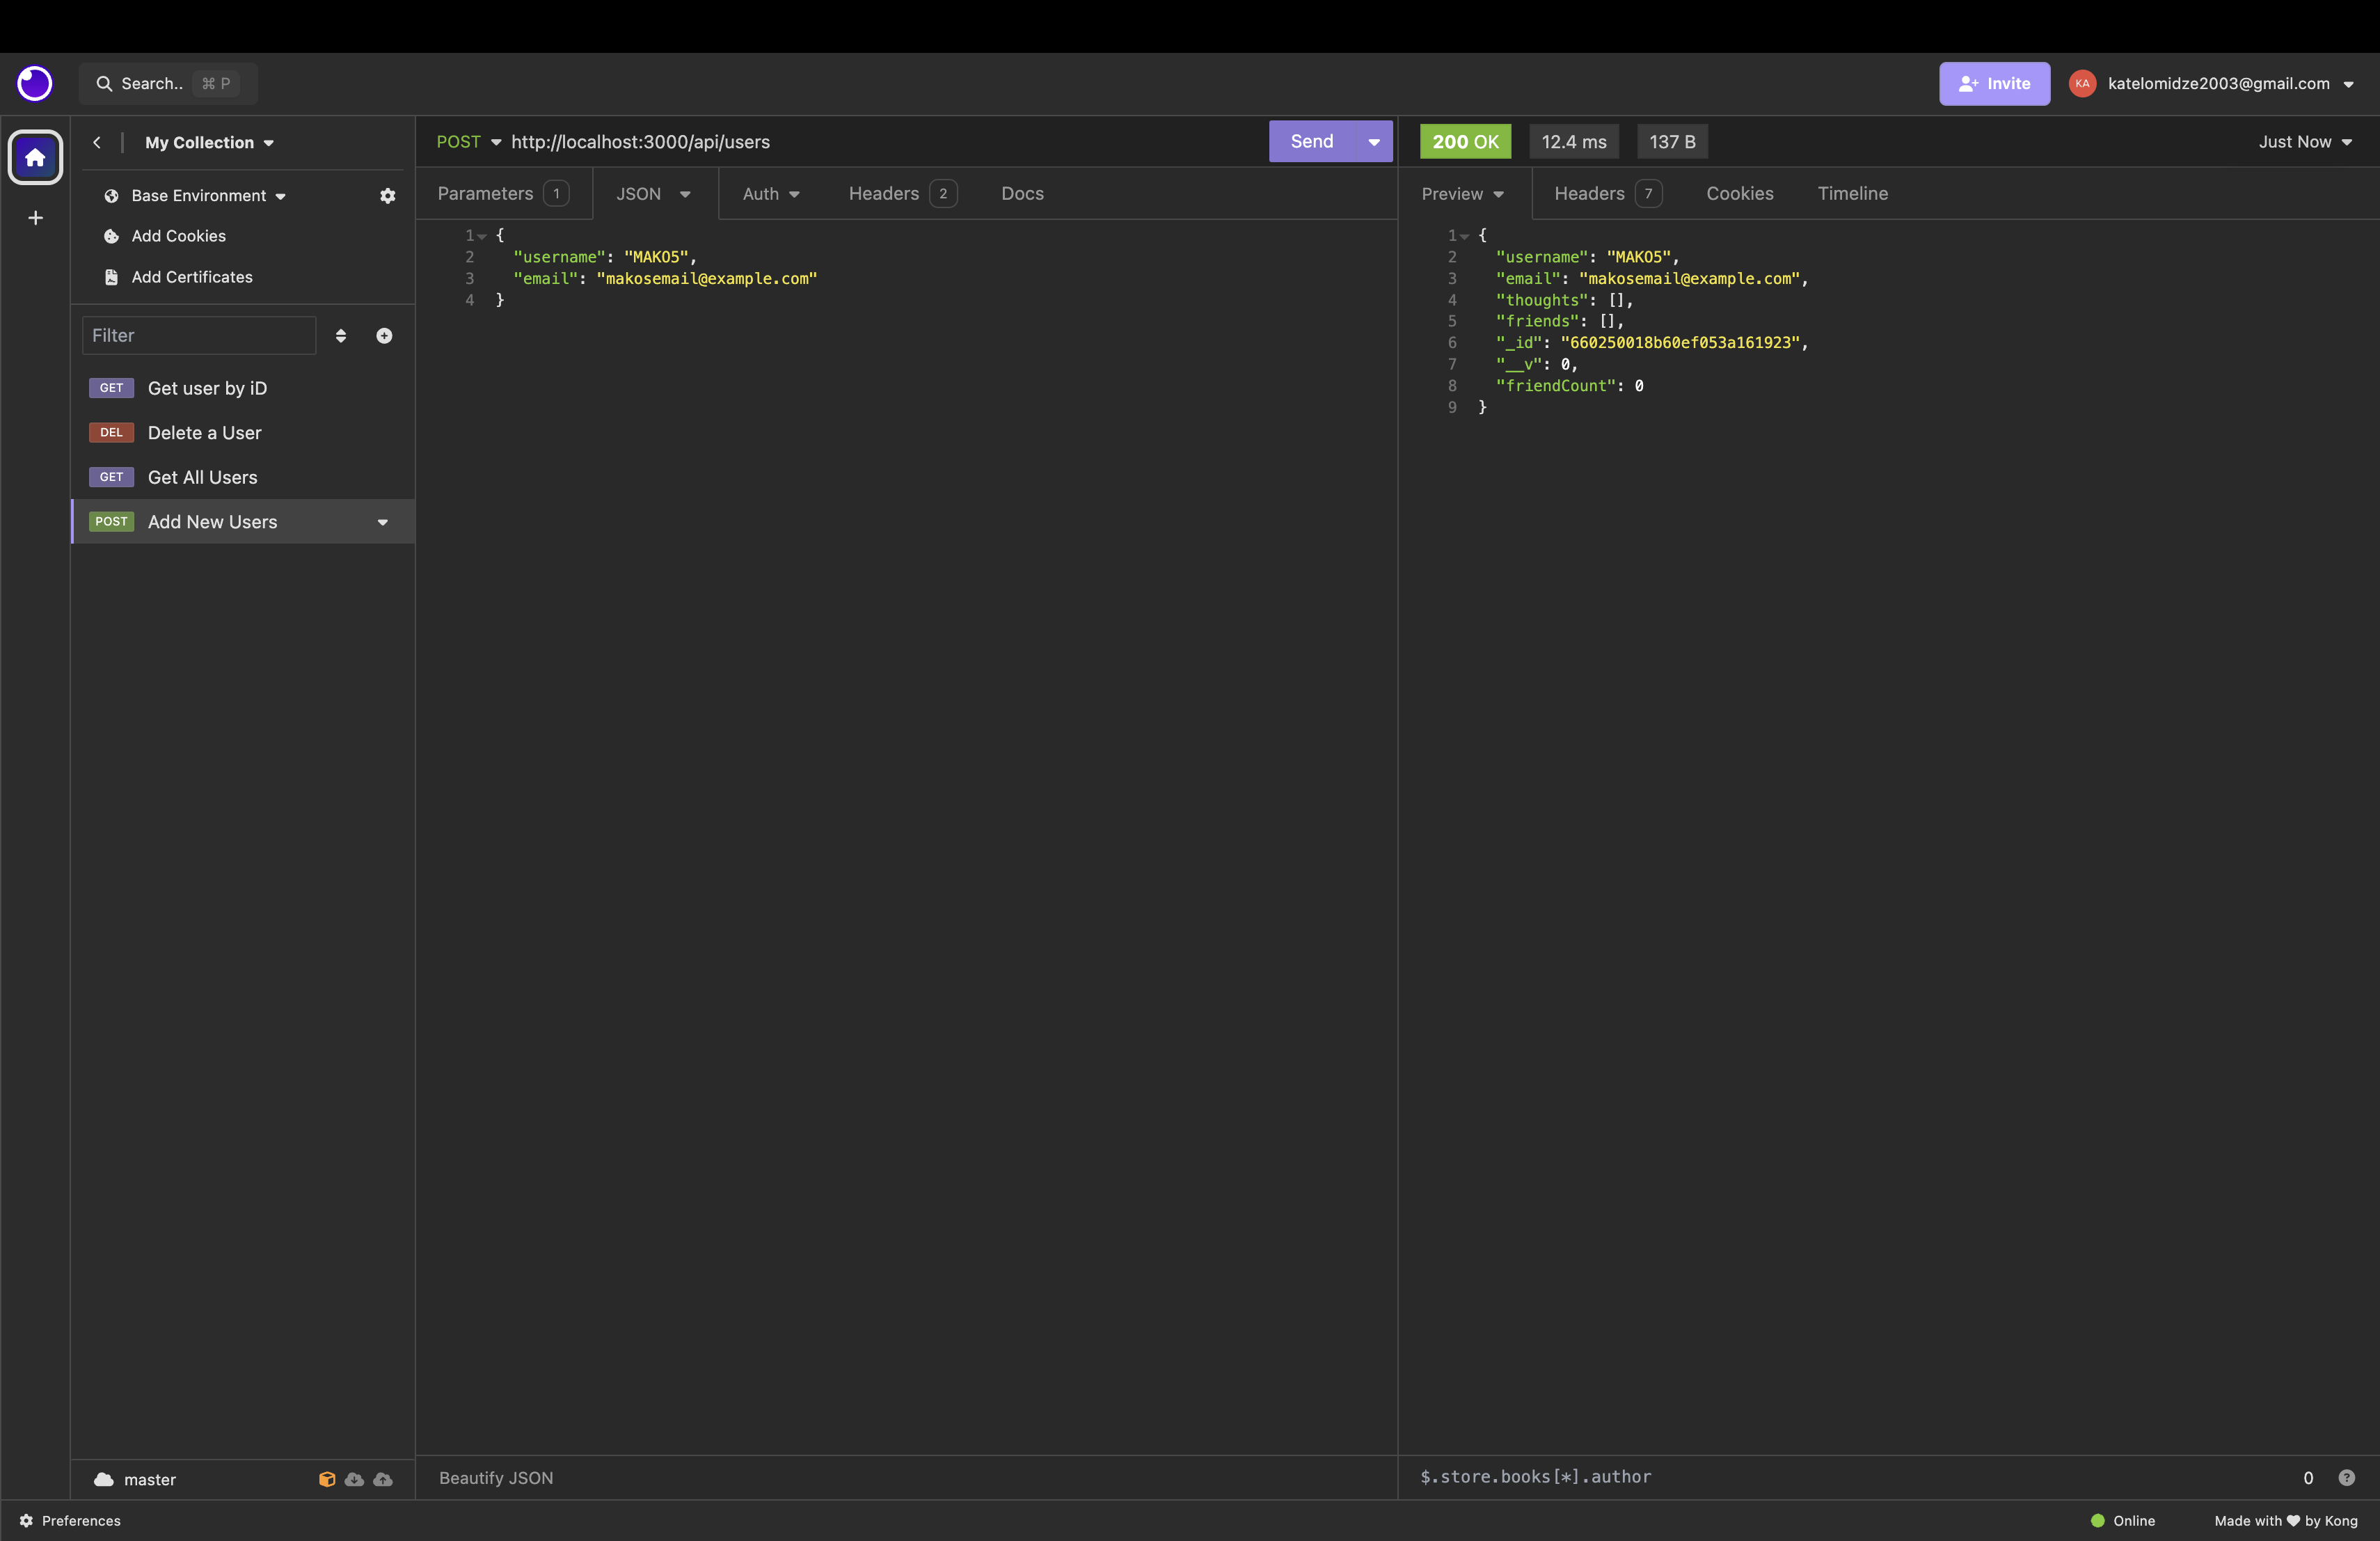 Search.. ⌘ P
Invite
KA
katelomidze2003@gmail.com
My Collection
Base Environment
Add Cookies
Add Certificates
Filter
GET Get user by iD
DEL Delete a User
GET Get All Users
POST Add New Users
master
POST http://localhost:3000/api/users
Send
Parameters 1
JSON
Auth
Headers 2
Docs
1 {
2 "username": "MAKO5",
3 "email": "makosemail@example.com"
4 }
Beautify JSON
200 OK
12.4 ms
137 B
Just Now
Preview
Headers 7
Cookies
Timeline
1 {
2 "username": "MAKO5",
3 "email": "makosemail@example.com",
4 "thoughts": [],
5 "friends": [],
6 "_id": "660250018b60ef053a161923",
7 "__v": 0,
8 "friendCount": 0
9 }
$.store.books[*].author
0 ?
Preferences
Online
Made with ♥ by Kong